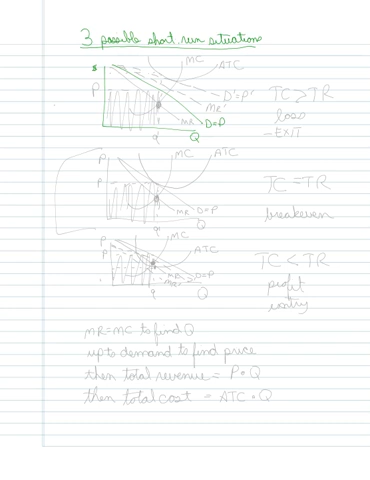 3 possible short run situations
MC
ATC
$
P
D'=P'
MR'
MR
D=P
q
Q
TC > TR
loss
- EXIT
MC
ATC
P
P
MR
D=P
q
Q
TC = TR
breakeven
MC
ATC
P
P
D=P
MR
q
Q
TC < TR
profit
entry
MR=MC to find Q
up to demand to find price
then total revenue = P • Q
then total cost = ATC • Q